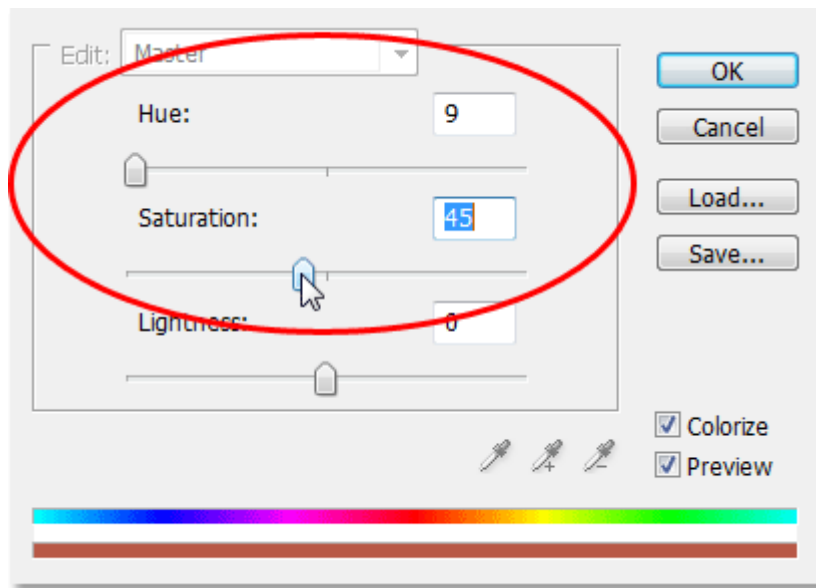 Edit: Master
OK
Hue: 9
Cancel
Load...
Saturation: 45
Save...
Lightness: 0
Colorize
Preview